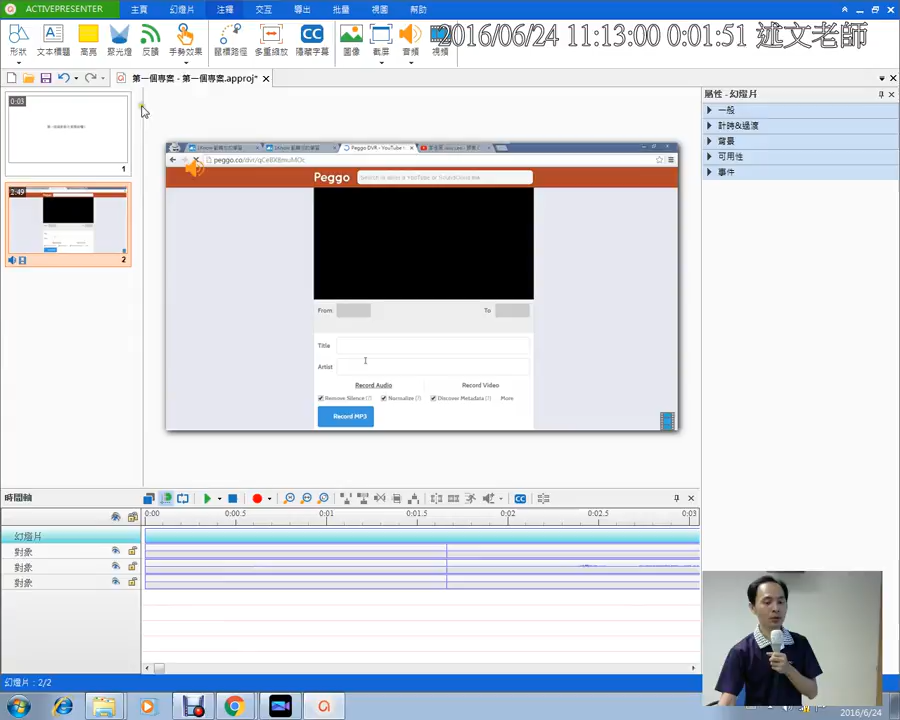 ACTIVEPRESENTER
主頁 幻燈片 注釋 交互 導出 批量 視圖 幫助
2016/06/24 11:13:00 0:01:51 述文老師
形狀 文本標題 高亮 聚光燈 反饋 手勢效果 鼠標路徑 多重縮放 隱藏字幕 圖像 截屏 音頻 視頻
第一個專案 - 第一個專案.approj*
屬性 - 幻燈片
0:03
1
一般
計時&過渡
背景
可用性
事件
2:49
2
Peggo DVR - YouTube
peggo.co/dvr/
Peggo
From
To
Title
Artist
Record Audio Record Video
Remove Silence (?) Normalize (?) Discover Metadata (?) More
Record MP3
時間軸
0:00 0:00.5 0:01 0:01.5 0:02 0:02.5 0:03
幻燈片
對象
對象
對象
幻燈片: 2/2
2016/6/24